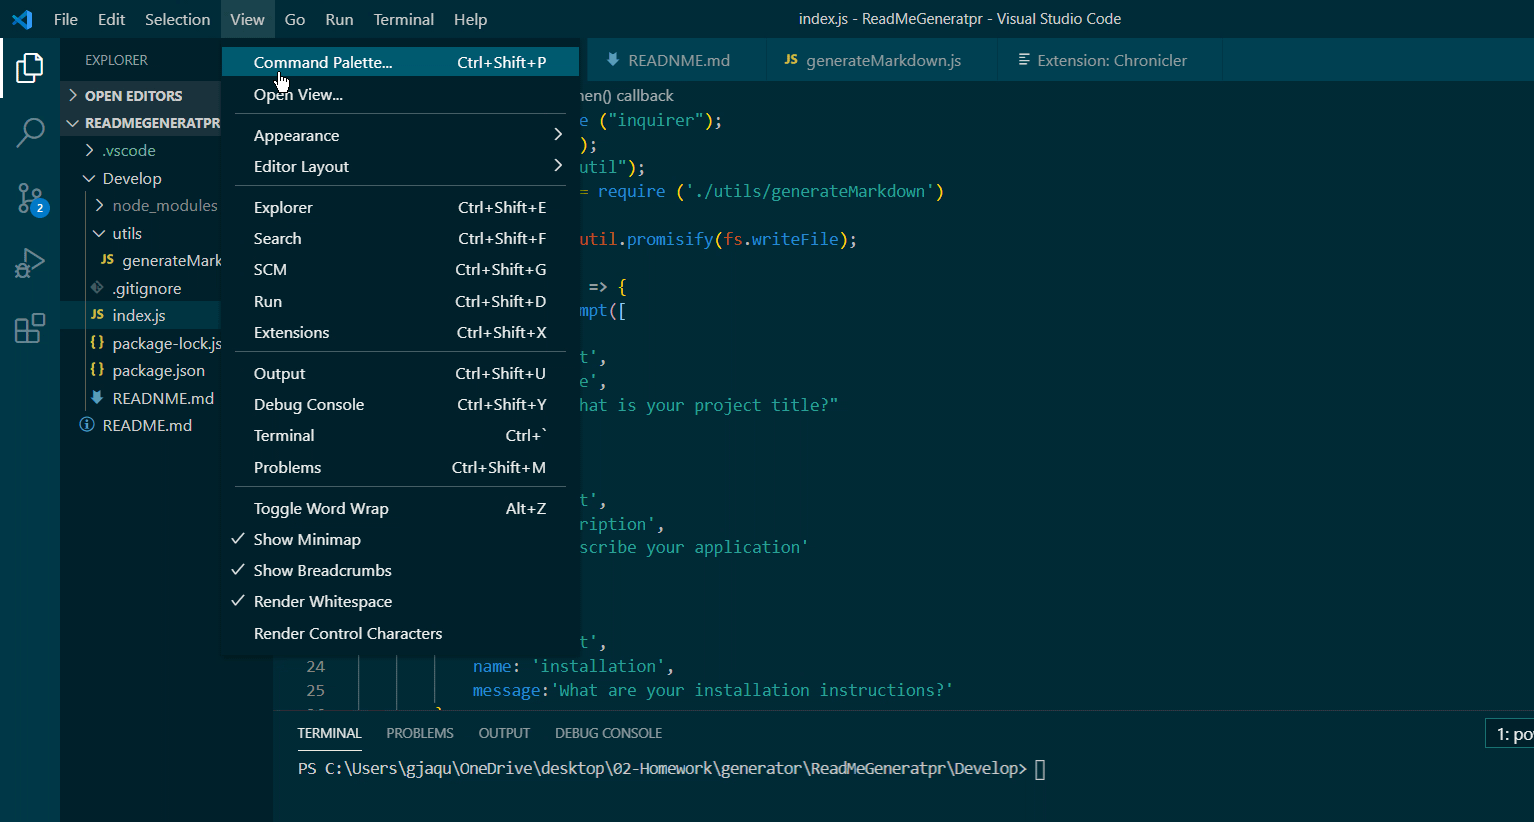 File Edit Selection View Go Run Terminal Help
index.js - ReadMeGeneratpr - Visual Studio Code
EXPLORER
OPEN EDITORS
READMEGENERATPR
.vscode
Develop
node_modules
utils
JS generateMark
.gitignore
JS index.js
{} package-lock.js
{} package.json
READNME.md
README.md
2
Command Palette... Ctrl+Shift+P
Open View...
Appearance
Editor Layout
Explorer Ctrl+Shift+E
Search Ctrl+Shift+F
SCM Ctrl+Shift+G
Run Ctrl+Shift+D
Extensions Ctrl+Shift+X
Output Ctrl+Shift+U
Debug Console Ctrl+Shift+Y
Terminal Ctrl+`
Problems Ctrl+Shift+M
Toggle Word Wrap Alt+Z
Show Minimap
Show Breadcrumbs
Render Whitespace
Render Control Characters
READNME.md JS generateMarkdown.js Extension: Chronicler
hen() callback
e ("inquirer");
);
util");
= require ('./utils/generateMarkdown')
util.promisify(fs.writeFile);
=> {
mpt([
t',
e',
hat is your project title?"
t',
ription',
scribe your application'
t',
24 name: 'installation',
25 message:'What are your installation instructions?'
TERMINAL PROBLEMS OUTPUT DEBUG CONSOLE
1: po
PS C:\Users\gjaqu\OneDrive\desktop\02-Homework\generator\ReadMeGeneratpr\Develop>